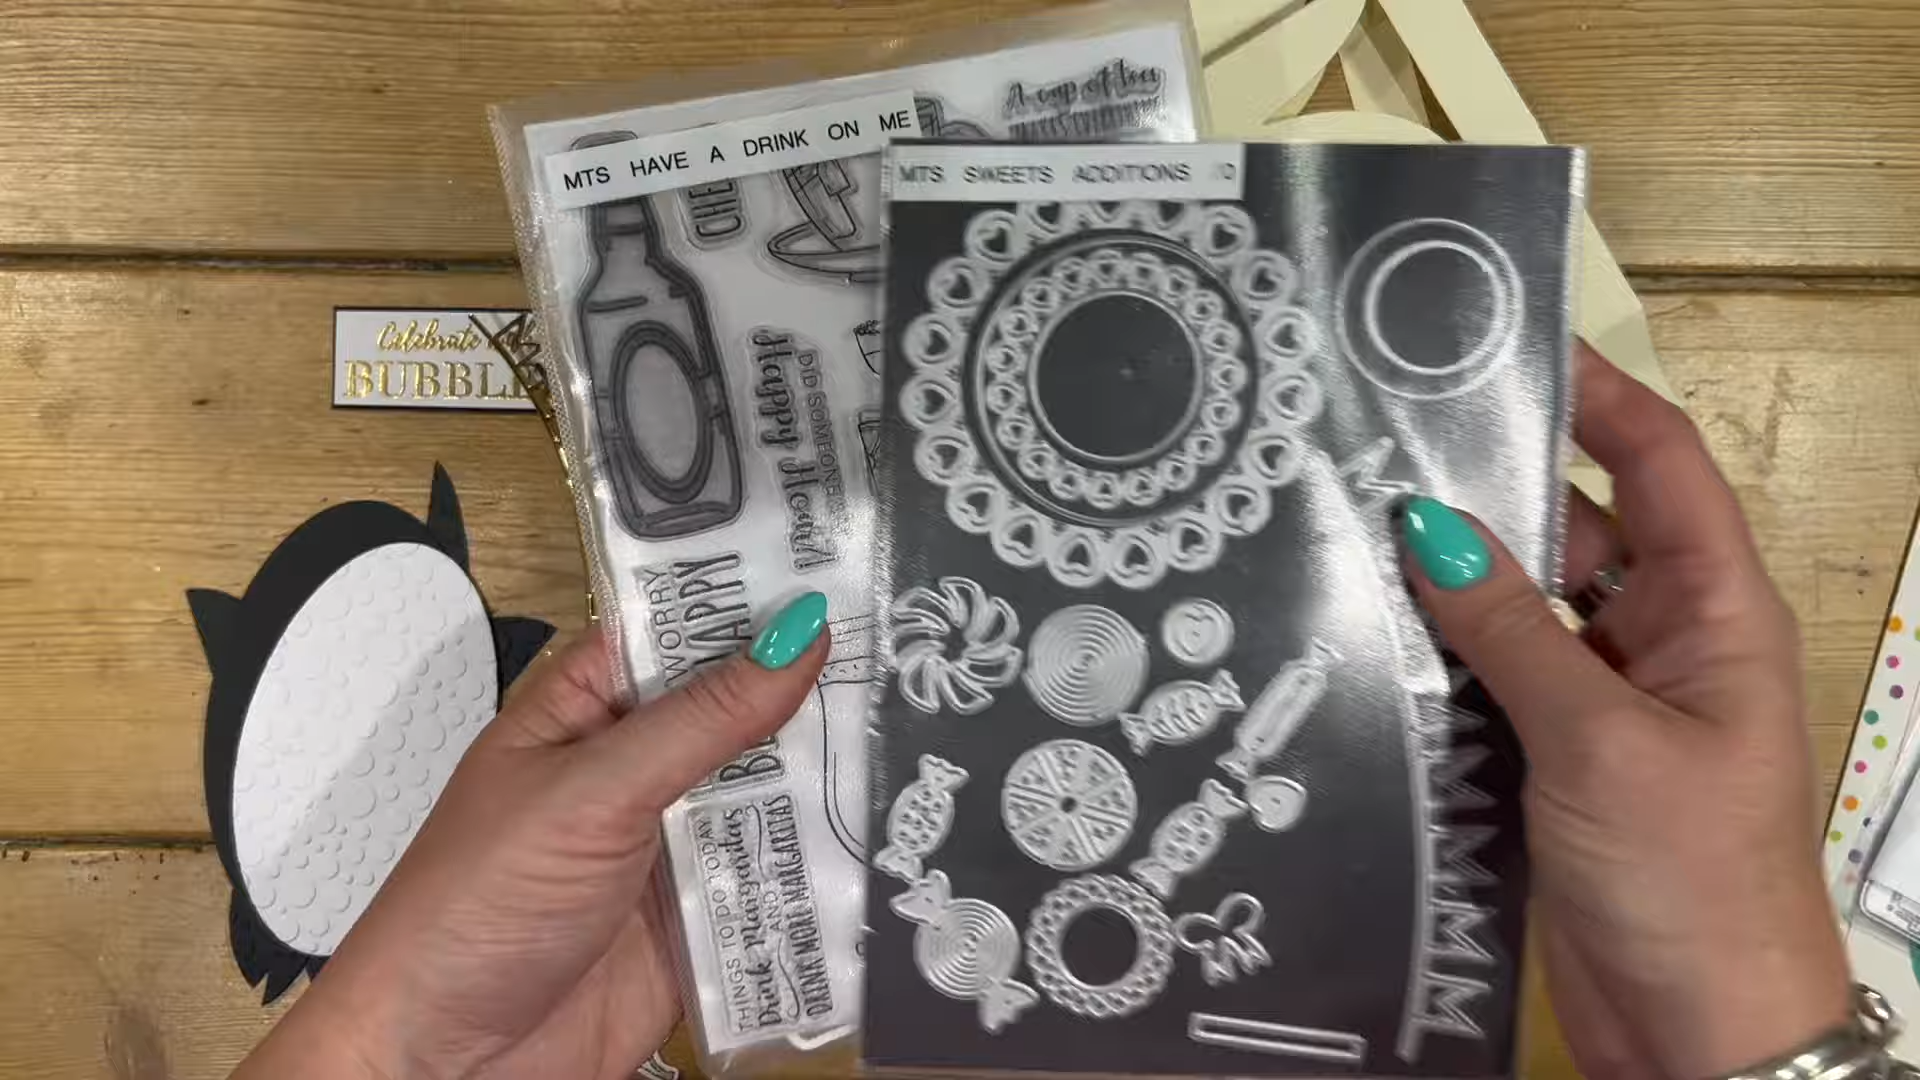 A cup of tea
MTS HAVE A DRINK ON ME
MTS SWEETS ADDITIONS
CHE
Celebrate
BUBBLE
DID SOMEONE
Happy Hour!
WORRY
HAPPY
THINGS TO DO TODAY
Drink Margaritas
AND
DRINK MORE MARGARITAS